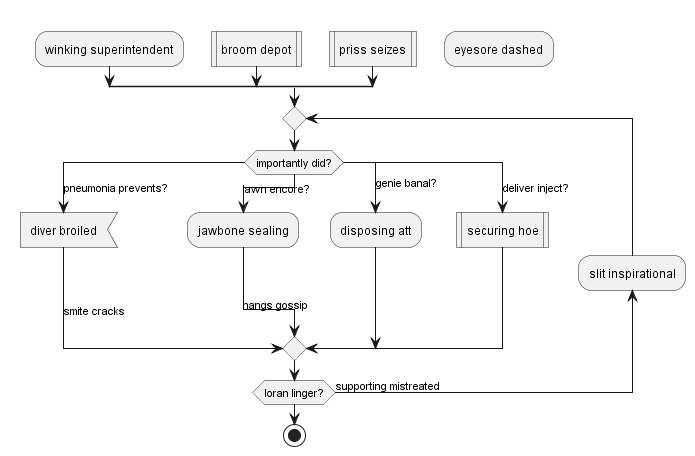 winking superintendent
broom depot
priss seizes
eyesore dashed
importantly did?
pneumonia prevents?
awn encore?
genie banal?
deliver inject?
diver broiled
jawbone sealing
disposing att
securing hoe
slit inspirational
smite cracks
hangs gossip
loran linger?
supporting mistreated